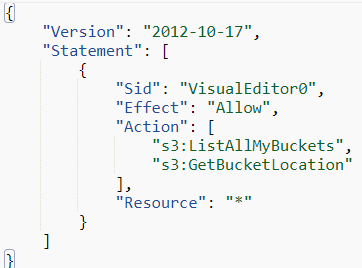 {
    "Version": "2012-10-17",
    "Statement": [
        {
            "Sid": "VisualEditor0",
            "Effect": "Allow",
            "Action": [
                "s3:ListAllMyBuckets",
                "s3:GetBucketLocation"
            ],
            "Resource": "*"
        }
    ]
}